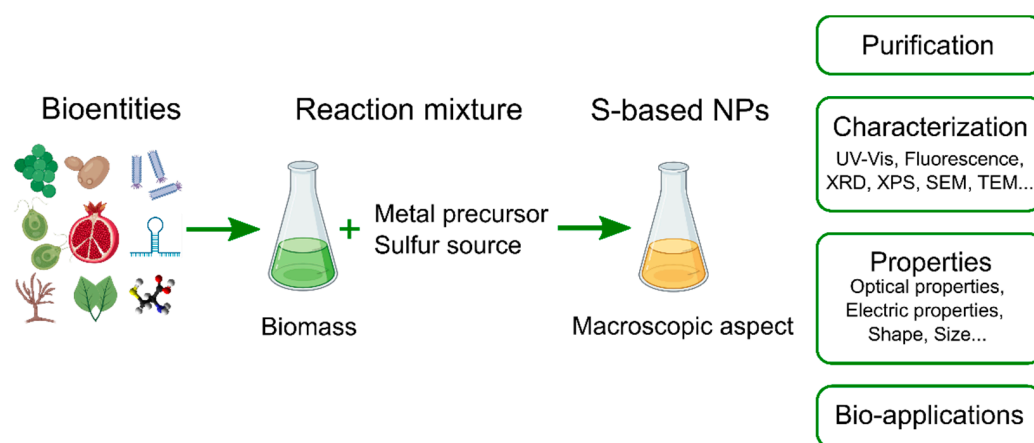 Bioentities
Reaction mixture
+
Metal precursor
Sulfur source
Biomass
S-based NPs
Macroscopic aspect
Purification
Characterization
UV-Vis, Fluorescence,
XRD, XPS, SEM, TEM...
Properties
Optical properties,
Electric properties,
Shape, Size...
Bio-applications